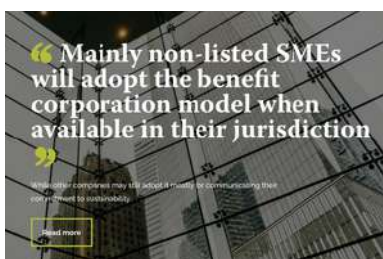 “ Mainly non-listed SMEs
will adopt the benefit
corporation model when
available in their jurisdiction
”
While other companies may still adopt it mostly or communicating their
commitment to sustainability.
Read more